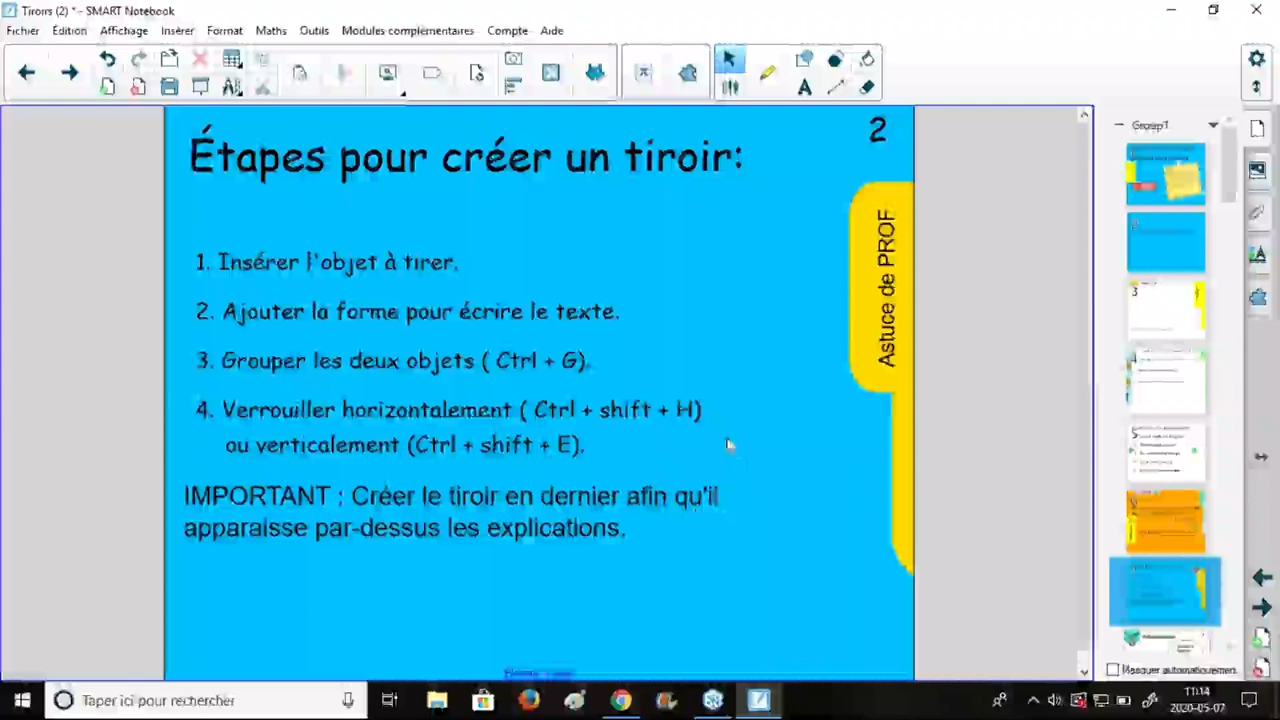 Tiroirs (2) * - SMART Notebook
Fichier Édition Affichage Insérer Format Maths Outils Modules complémentaires Compte Aide
Étapes pour créer un tiroir:
2
1. Insérer l'objet à tirer.
2. Ajouter la forme pour écrire le texte.
3. Grouper les deux objets ( Ctrl + G).
4. Verrouiller horizontalement ( Ctrl + shift + H)
ou verticalement (Ctrl + shift + E).
IMPORTANT : Créer le tiroir en dernier afin qu'il
apparaisse par-dessus les explications.
Astuce de PROF
Group1
3
5
Masquer automatiquement
Taper ici pour rechercher
11:14
2020-05-07